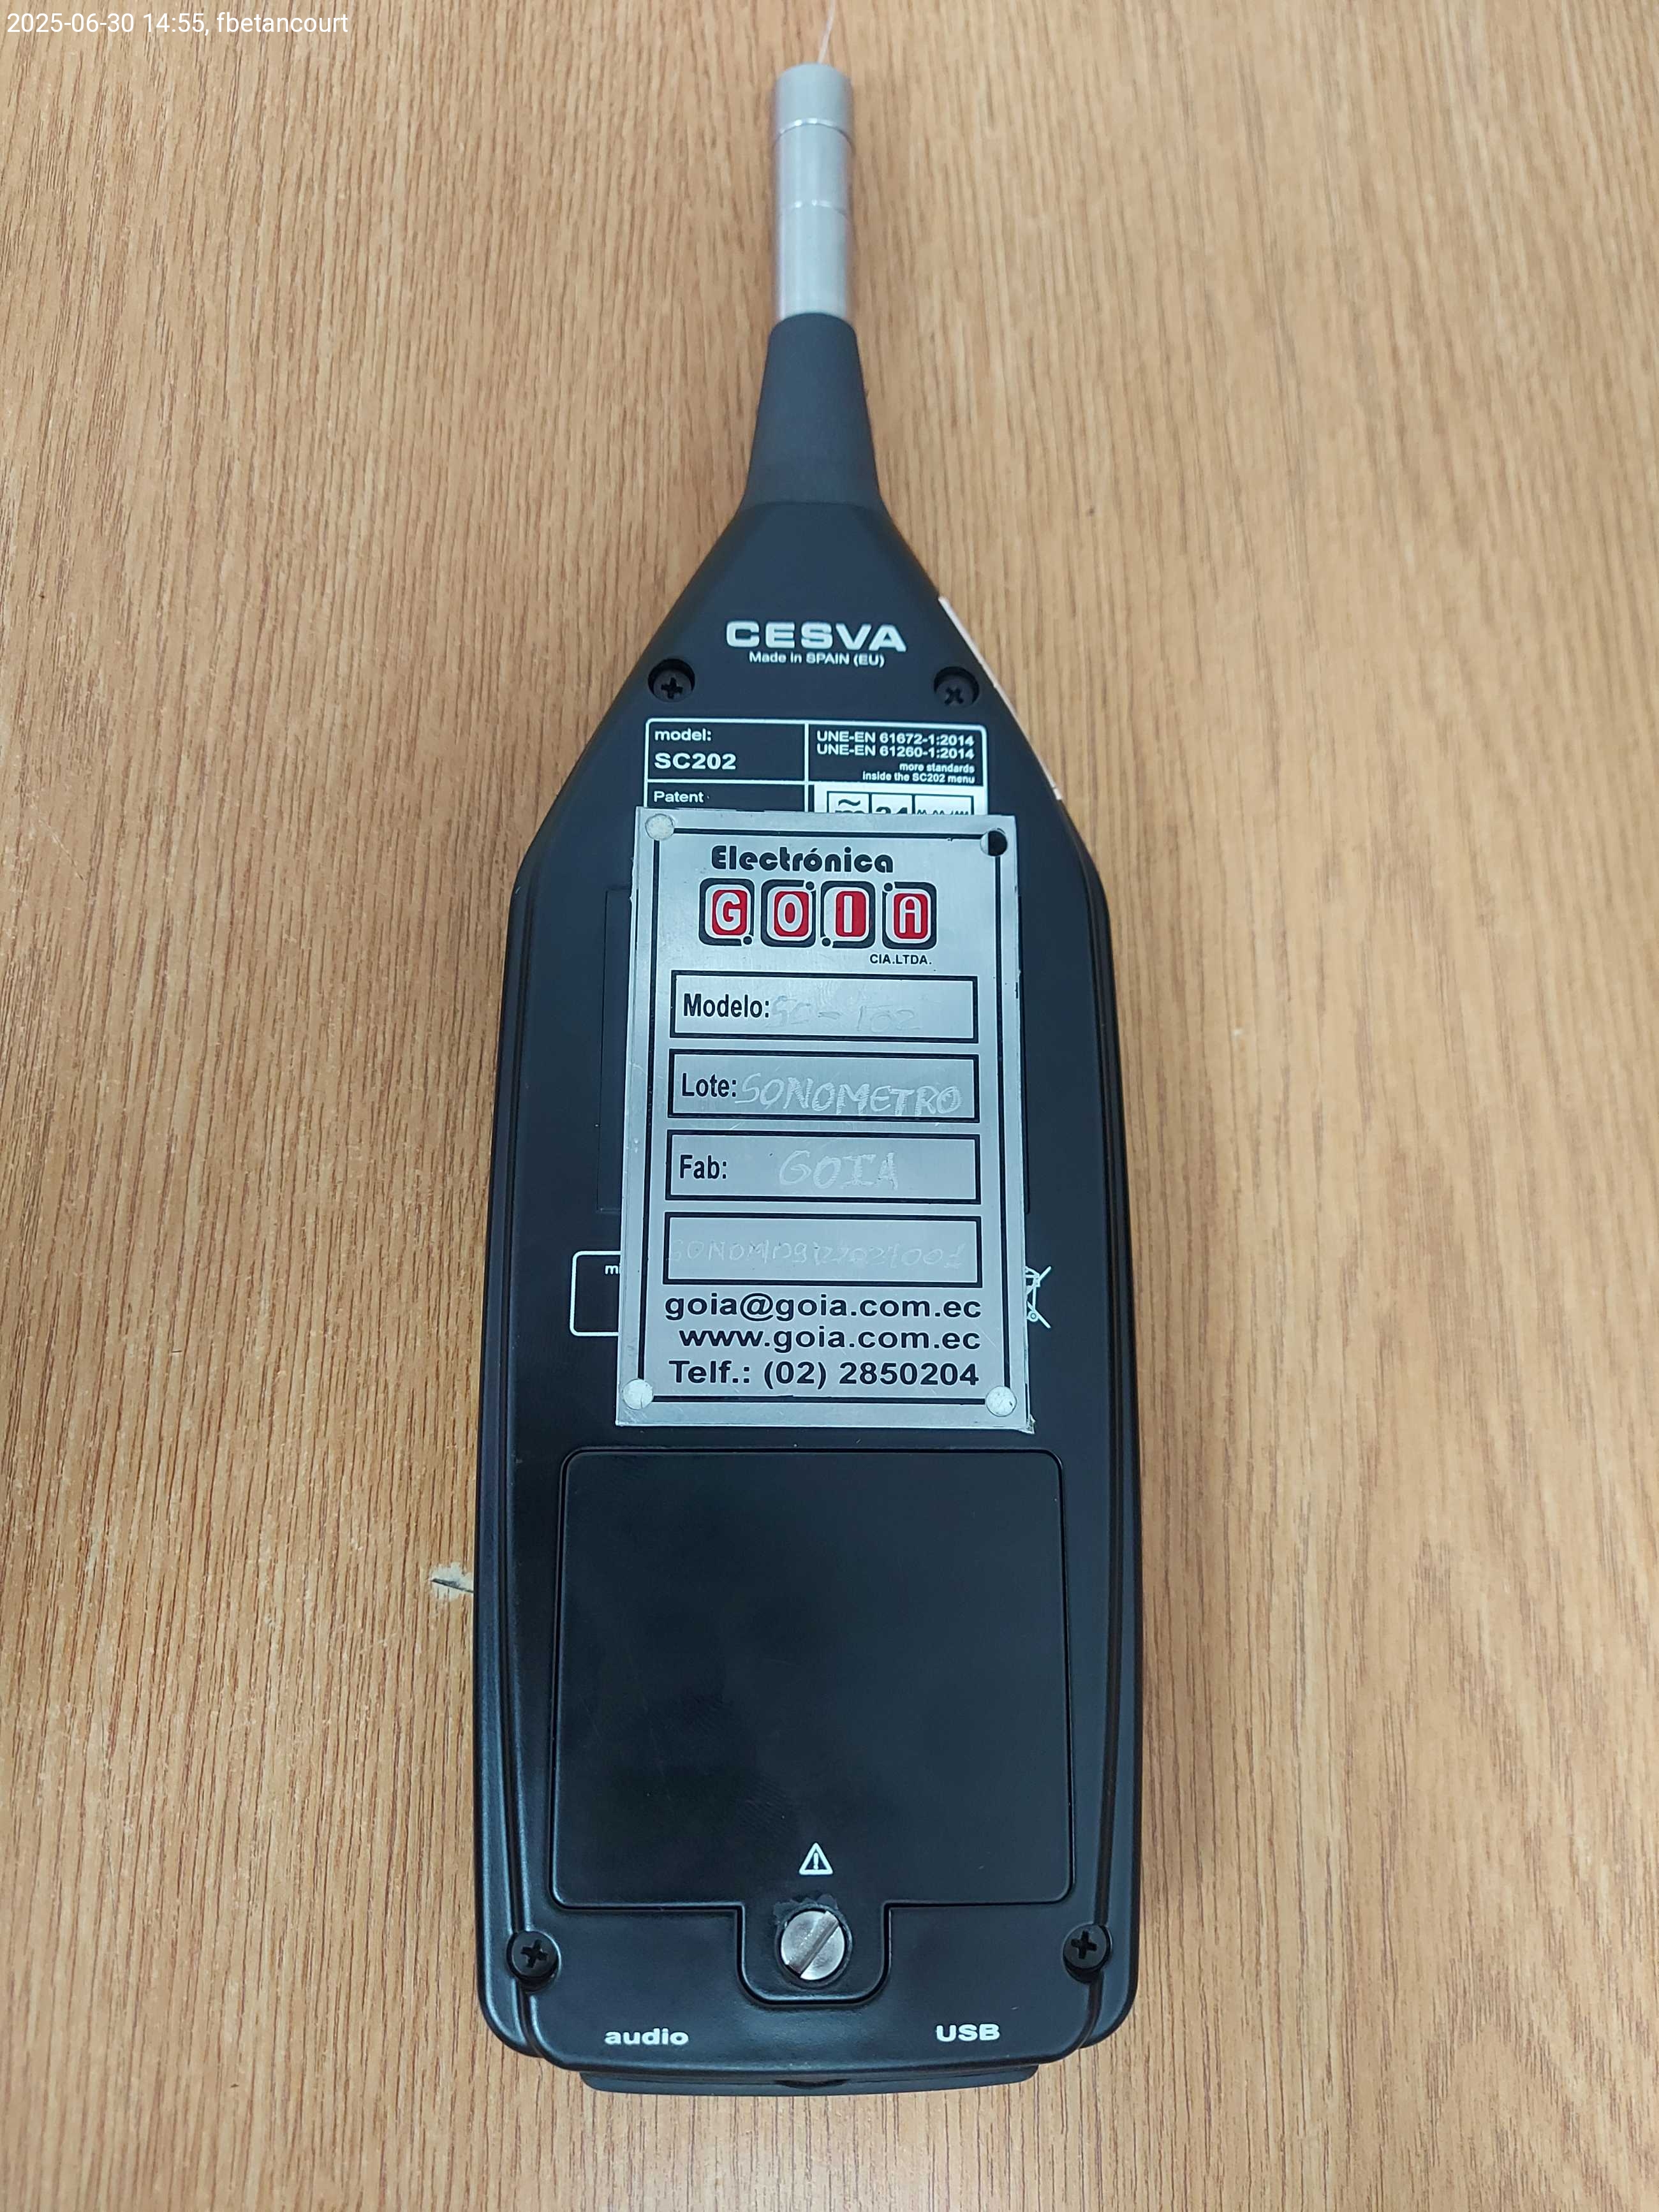 2025-06-30 14:55, fbetancourt
CESVA
Made in SPAIN (EU)
model:
SC202
UNE-EN 61672-1:2014
UNE-EN 61260-1:2014
more standards
inside the SC202 menu
Patent
Electrónica
GOIA
CIA.LTDA.
Modelo:
Lote: SONOMETRO
Fab: GOIA
goia@goia.com.ec
www.goia.com.ec
Telf.: (02) 2850204
audio
USB